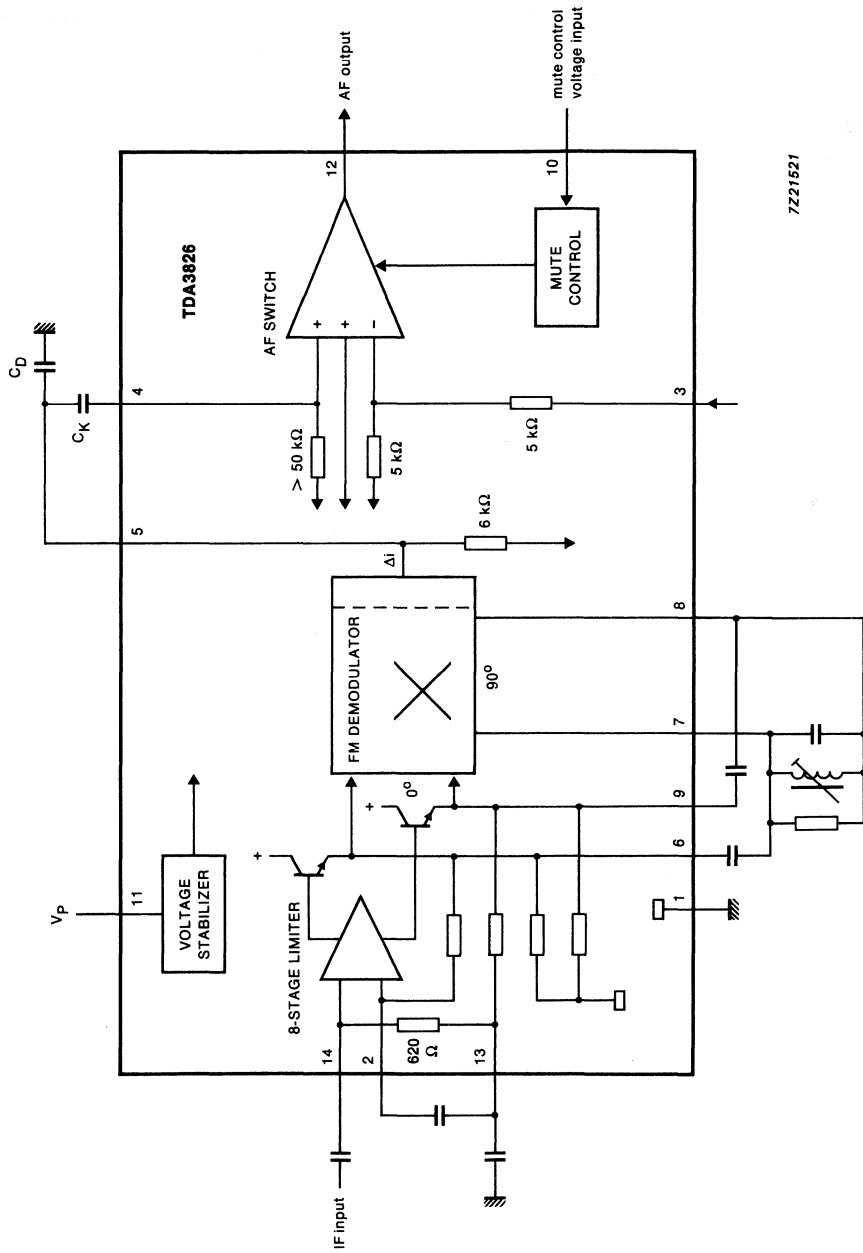 TDA3826
C_D
C_K
4
5
V_P
11
VOLTAGE
STABILIZER
AF SWITCH
+
+
−
12
AF output
> 50 kΩ
5 kΩ
5 kΩ
3
MUTE
CONTROL
10
mute control
voltage input
FM DEMODULATOR
Δi
6 kΩ
0°
90°
+
+
8-STAGE LIMITER
IF input
14
2
620
Ω
13
1
6
9
7
8
7Z21521